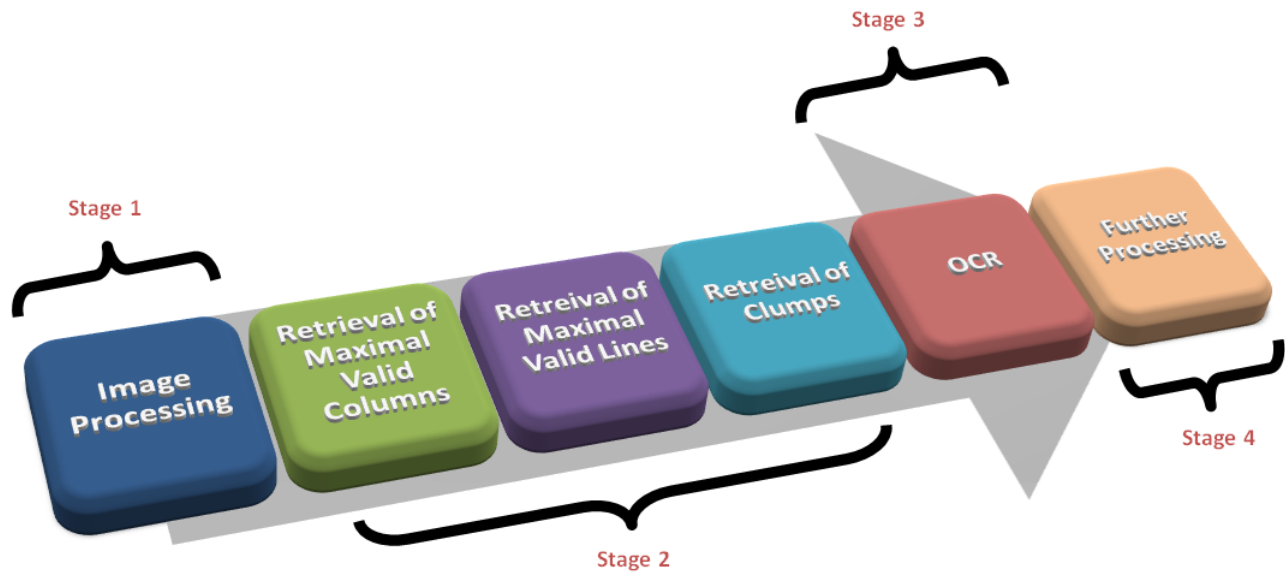 Stage 3
Stage 1
Image
Processing
Retrieval of
Maximal
Valid
Columns
Retreival of
Maximal
Valid Lines
Retreival of
Clumps
OCR
Further
Processing
Stage 2
Stage 4